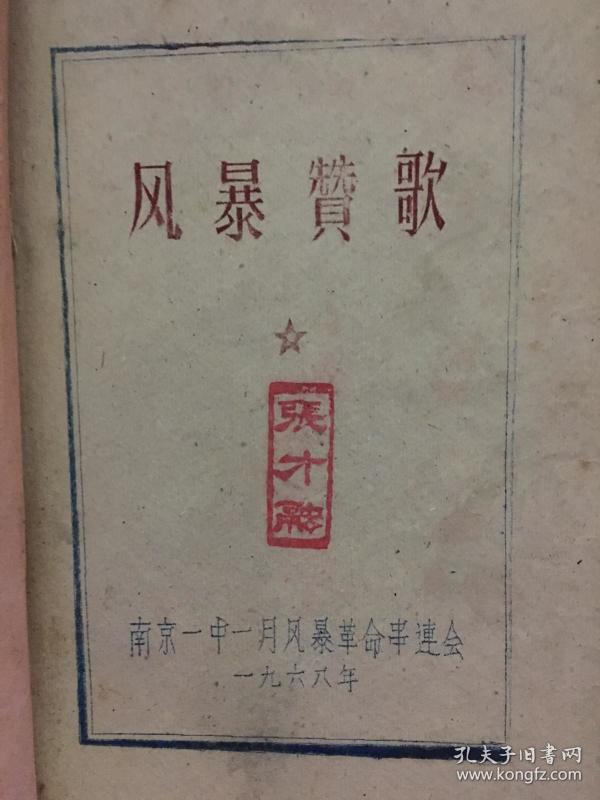 风暴赞歌
張才融
南京一中一月风暴革命串連会
一九六八年
孔夫子旧书网
www.kongfz.com